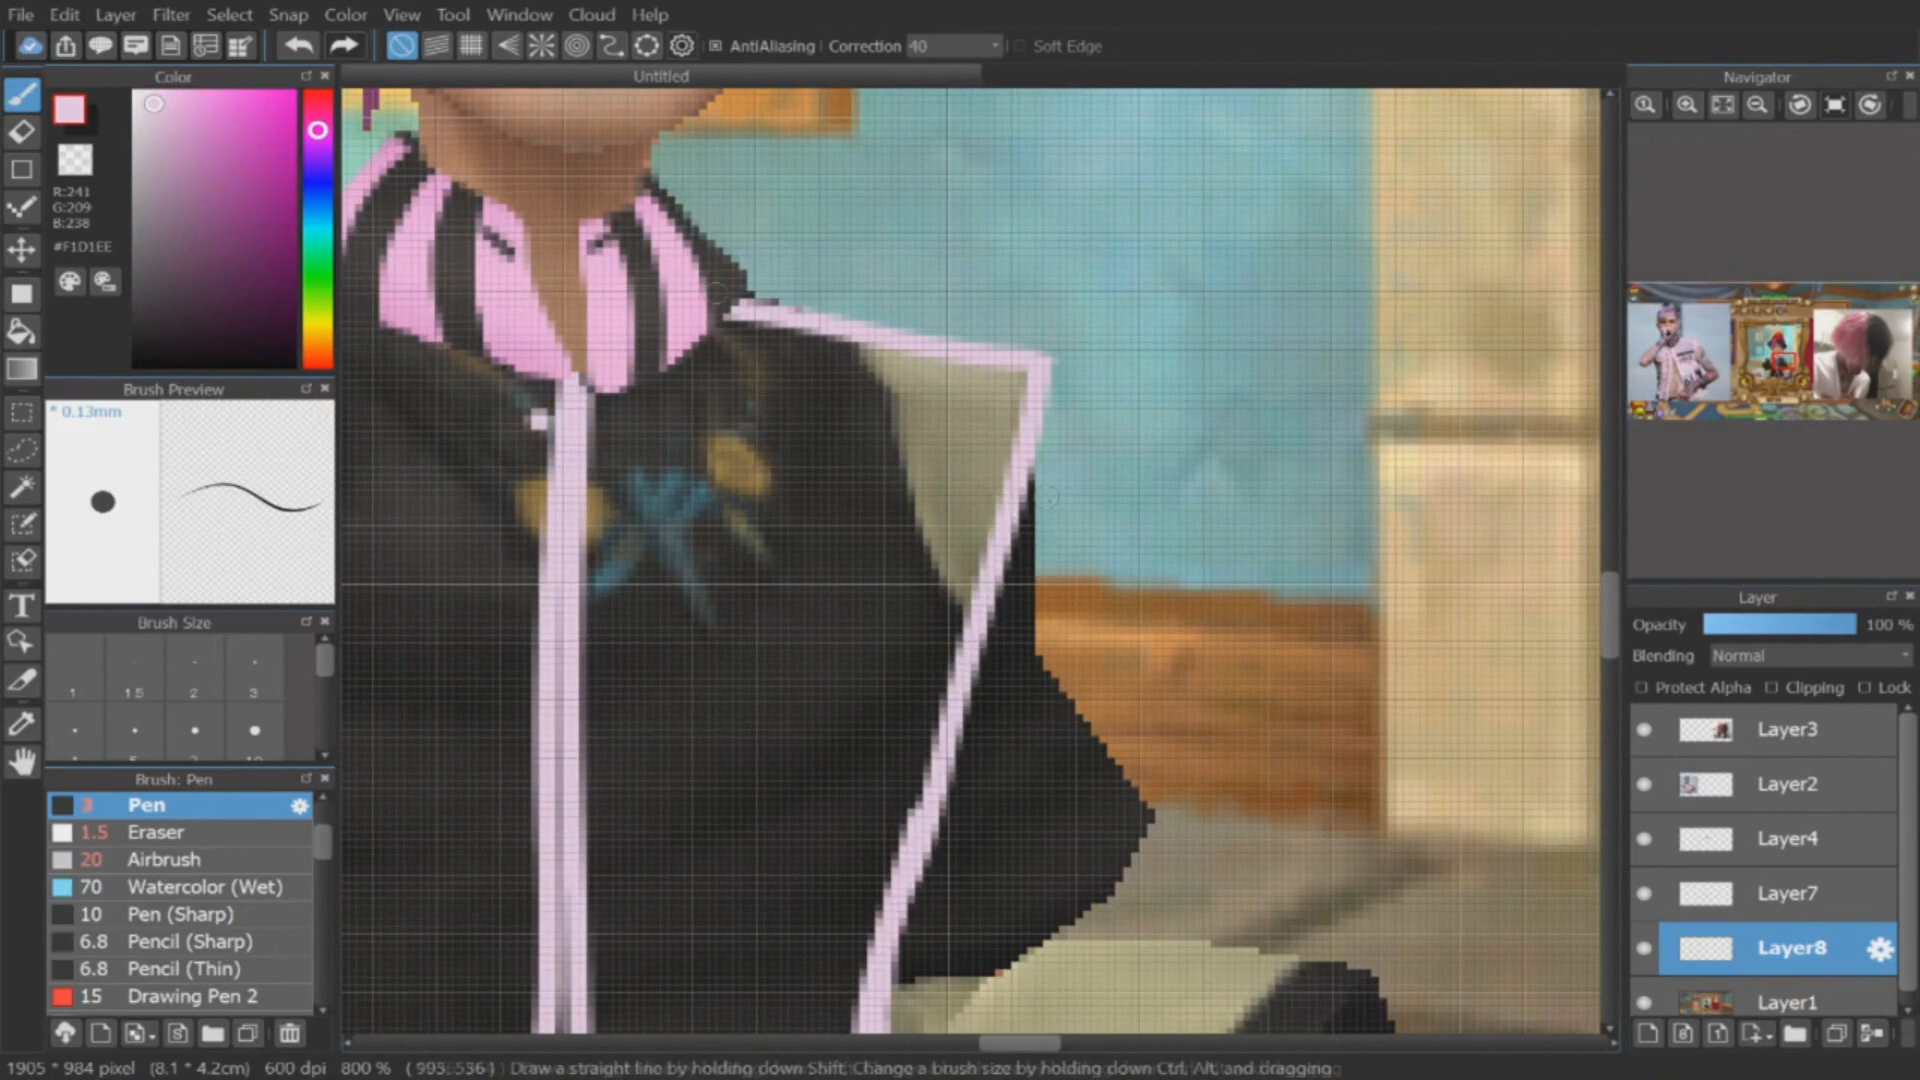 File Edit Layer Filter Select Snap Color View Tool Window Cloud Help
AntiAliasing Correction 40 Soft Edge
Color
Untitled
Navigator
R:241
G:209
B:238
#F1D1EE
Brush Preview
* 0.13mm
Brush Size
1 1.5 2 3
Brush: Pen
3 Pen
1.5 Eraser
20 Airbrush
70 Watercolor (Wet)
10 Pen (Sharp)
6.8 Pencil (Sharp)
6.8 Pencil (Thin)
15 Drawing Pen 2
Layer
Opacity 100 %
Blending Normal
Protect Alpha Clipping Lock
Layer3
Layer2
Layer4
Layer7
Layer8
Layer1
1905 * 984 pixel (8.1 * 4.2cm) 600 dpi 800 % ( 993, 536 ) Draw a straight line by holding down Shift, Change a brush size by holding down Ctrl, Alt, and dragging